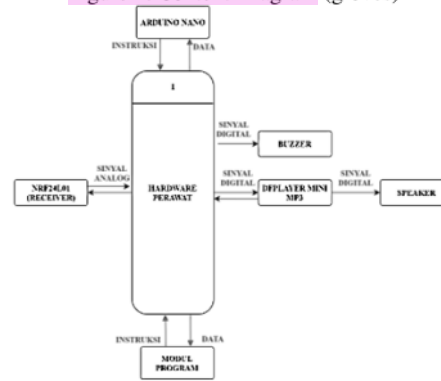 ARDUINO NANO
INSTRUKSI
DATA
1
SINYAL
DIGITAL
BUZZER
SINYAL
ANALOG
SINYAL
DIGITAL
SINYAL
DIGITAL
NRF24L01
(RECEIVER)
HARDWARE
PERAWAT
DFPLAYER MINI
MP3
SPEAKER
INSTRUKSI
DATA
MODUL
PROGRAM